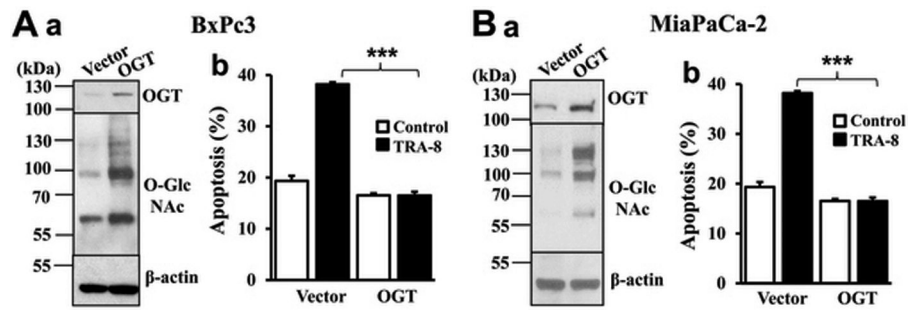 A a
BxPc3
(kDa)
Vector
OGT
130
100
OGT
130
100
70
55
O-Glc
NAc
55
β-actin
b
Apoptosis (%)
40
30
20
10
0
***
Control
TRA-8
Vector
OGT
B a
MiaPaCa-2
(kDa)
Vector
OGT
130
100
OGT
130
100
70
55
O-Glc
NAc
55
β-actin
b
Apoptosis (%)
40
30
20
10
0
***
Control
TRA-8
Vector
OGT